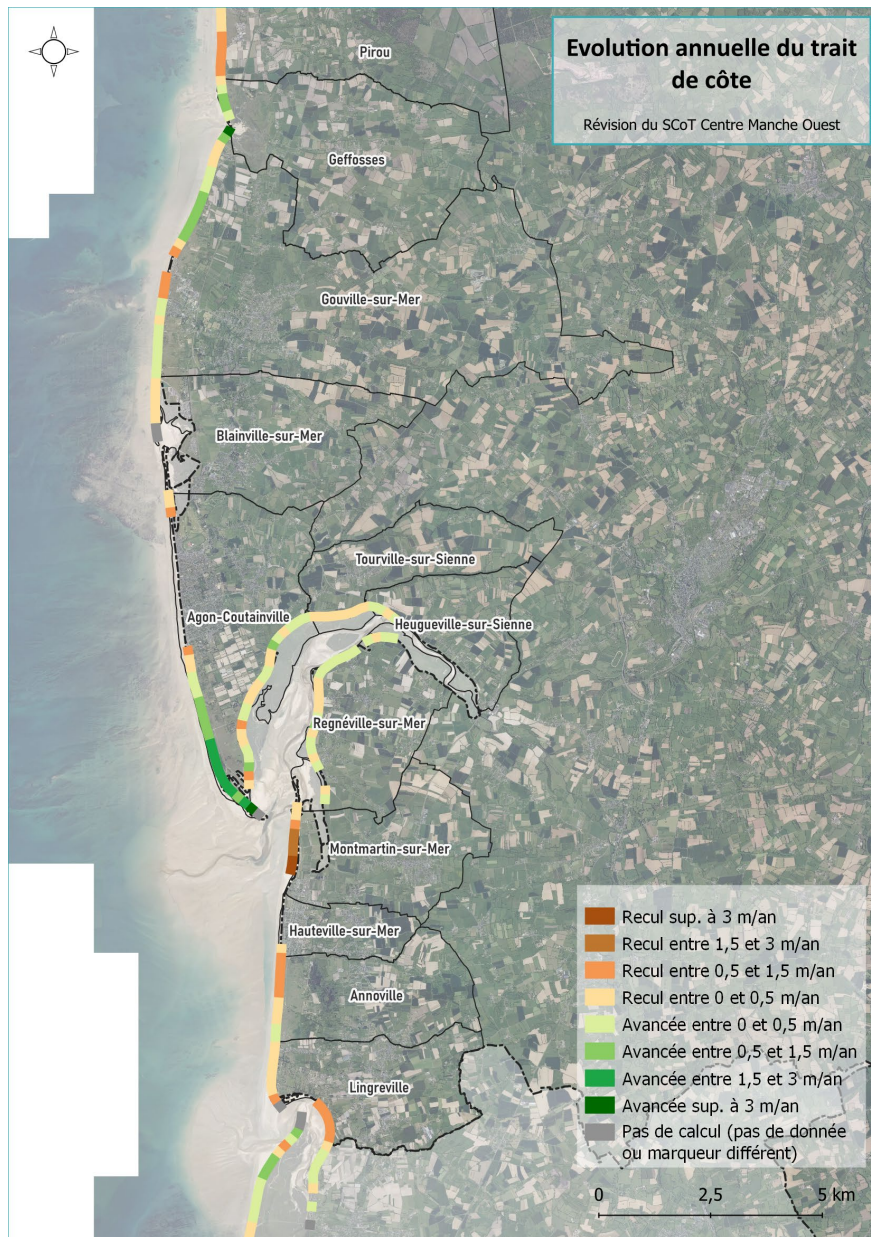 Evolution annuelle du trait
de côte
Révision du SCoT Centre Manche Ouest
Pirou
Geffosses
Gouville-sur-Mer
Blainville-sur-Mer
Tourville-sur-Sienne
Agon-Coutainville
Heugueville-sur-Sienne
Regnéville-sur-Mer
Montmartin-sur-Mer
Hauteville-sur-Mer
Annoville
Lingreville
Recul sup. à 3 m/an
Recul entre 1,5 et 3 m/an
Recul entre 0,5 et 1,5 m/an
Recul entre 0 et 0,5 m/an
Avancée entre 0 et 0,5 m/an
Avancée entre 0,5 et 1,5 m/an
Avancée entre 1,5 et 3 m/an
Avancée sup. à 3 m/an
Pas de calcul (pas de donnée
ou marqueur différent)
0 2,5 5 km